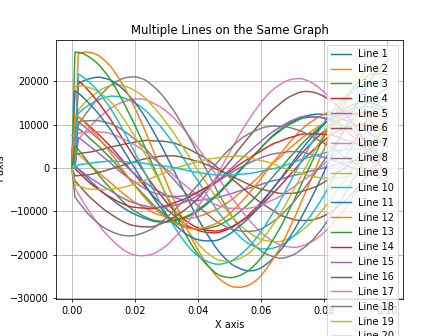 Multiple Lines on the Same Graph
20000
10000
0
-10000
-20000
-30000
0.00
0.02
0.04
0.06
X axis
Line 1
Line 2
Line 3
Line 4
Line 5
Line 6
Line 7
Line 8
Line 9
Line 10
Line 11
Line 12
Line 13
Line 14
Line 15
Line 16
Line 17
Line 18
Line 19
Line 20